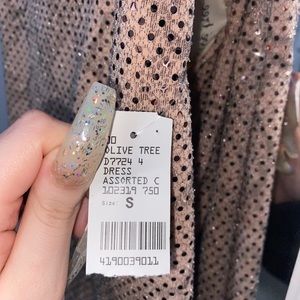 OLIVE TREE
D7724 4
DRESS
ASSORTED C
102319 750
Size: S
4190039011